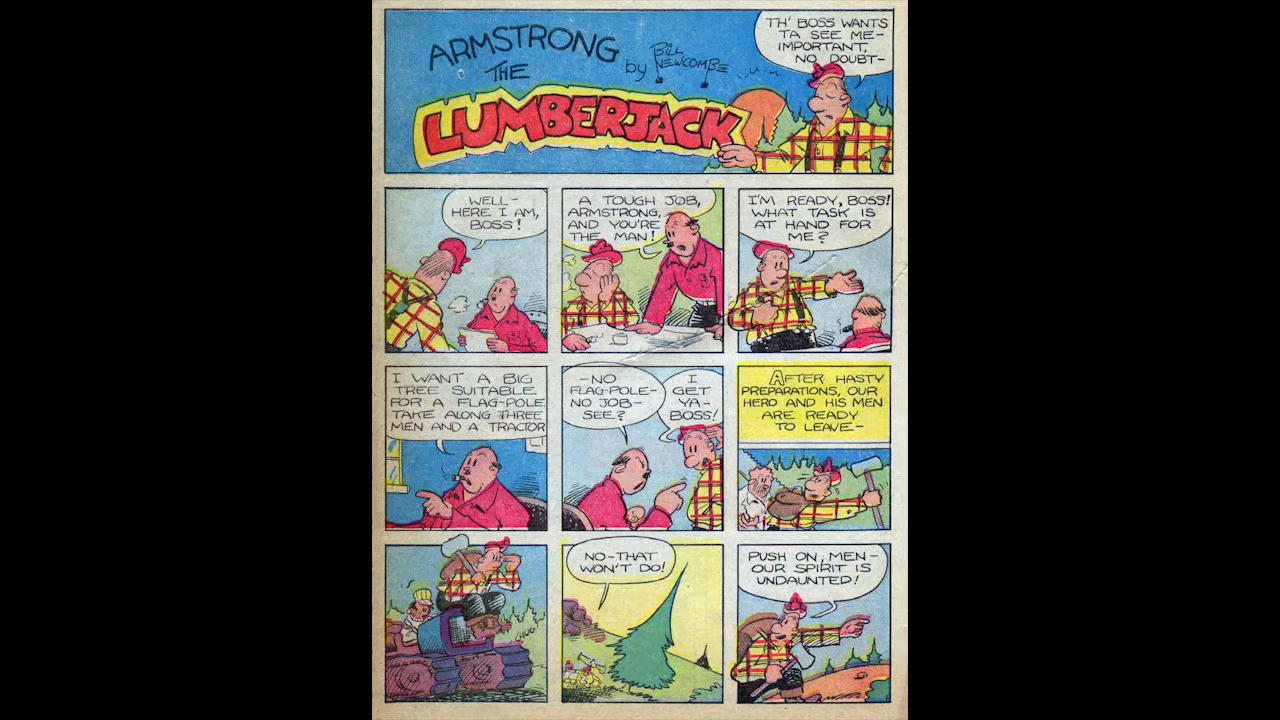 ARMSTRONG
THE
LUMBERJACK
by BILL
NEWCOMBE
TH' BOSS WANTS
TA SEE ME-
IMPORTANT,
NO DOUBT-
WELL-
HERE I AM,
BOSS!
A TOUGH JOB,
ARMSTRONG,
AND YOU'RE
THE MAN!
I'M READY, BOSS!
WHAT TASK IS
AT HAND FOR
ME?
I WANT A BIG
TREE SUITABLE
FOR A FLAG-POLE
TAKE ALONG THREE
MEN AND A TRACTOR
-NO
FLAG-POLE-
NO JOB-
SEE?
I
GET
YA-
BOSS!
AFTER HASTY
PREPARATIONS, OUR
HERO AND HIS MEN
ARE READY
TO LEAVE-
CHUG
NO-THAT
WON'T DO!
PUSH ON, MEN-
OUR SPIRIT IS
UNDAUNTED!